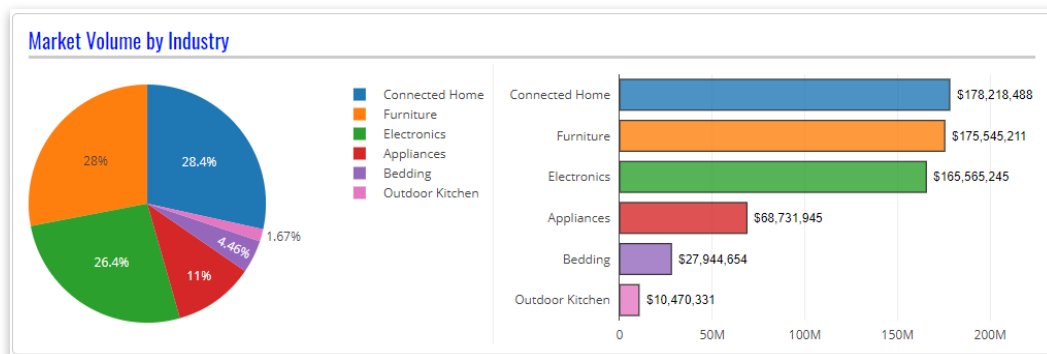 Market Volume by Industry
28.4%
28%
26.4%
11%
4.46%
1.67%
Connected Home
Furniture
Electronics
Appliances
Bedding
Outdoor Kitchen
Connected Home $178,218,488
Furniture $175,545,211
Electronics $165,565,245
Appliances $68,731,945
Bedding $27,944,654
Outdoor Kitchen $10,470,331
0 50M 100M 150M 200M